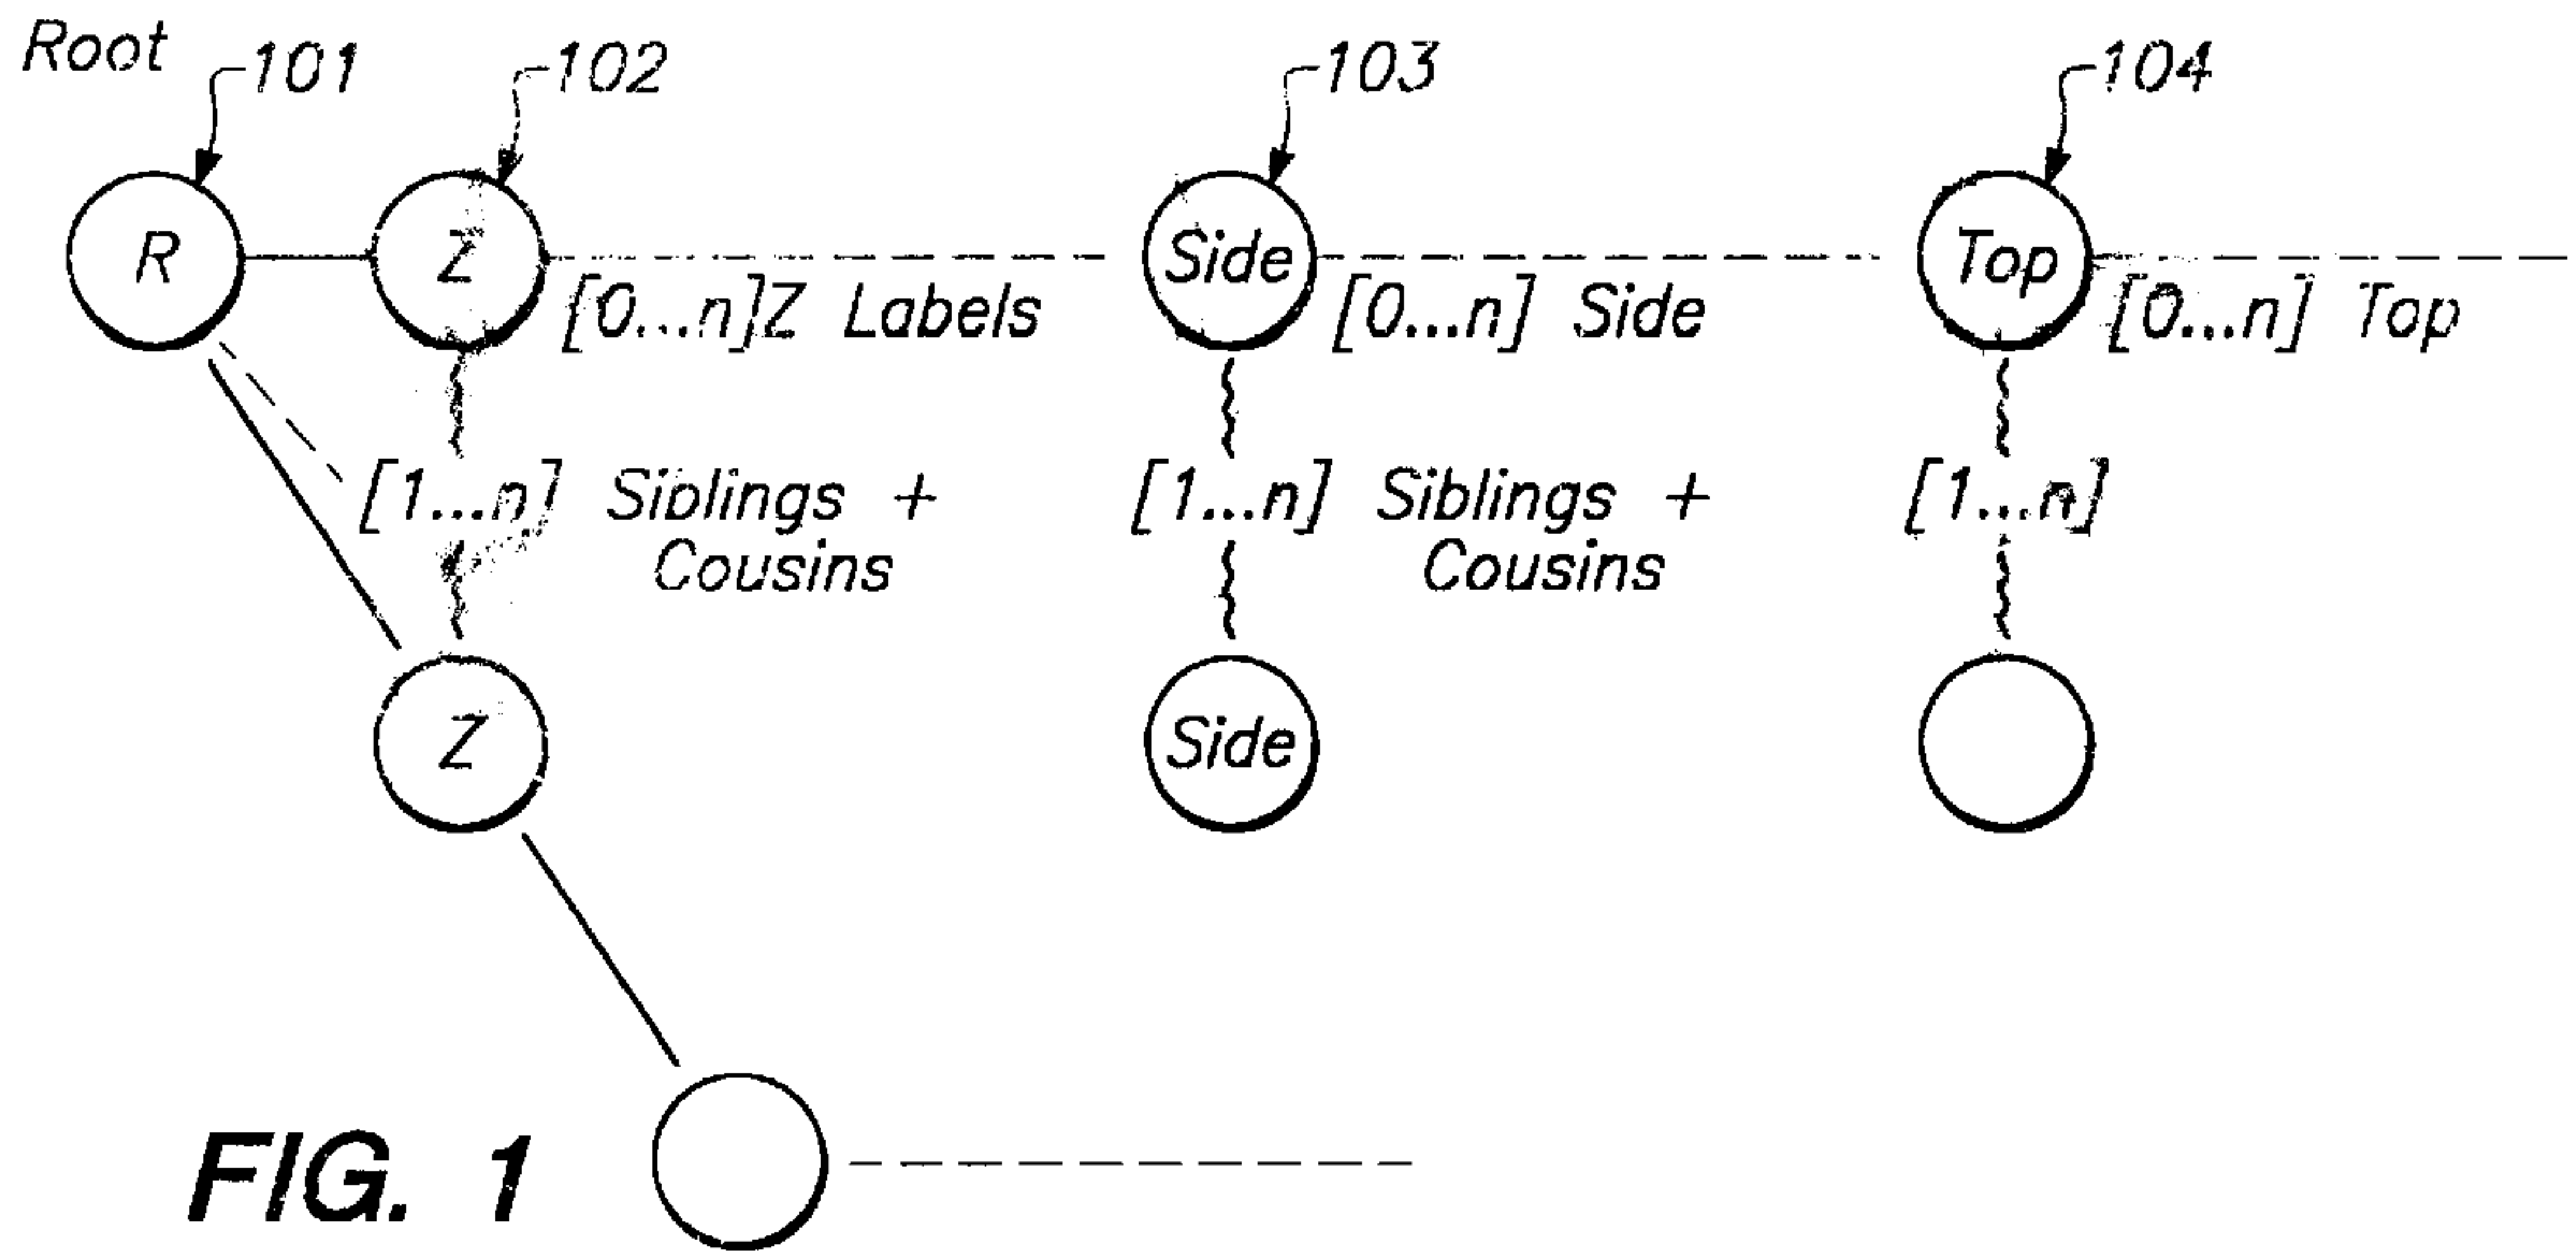 Root 101 102 103 104
R Z Side Top
[0...n]Z Labels [0...n] Side [0...n] Top
[1...n] Siblings + [1...n] Siblings + [1...n]
Cousins Cousins
Z Side
FIG. 1